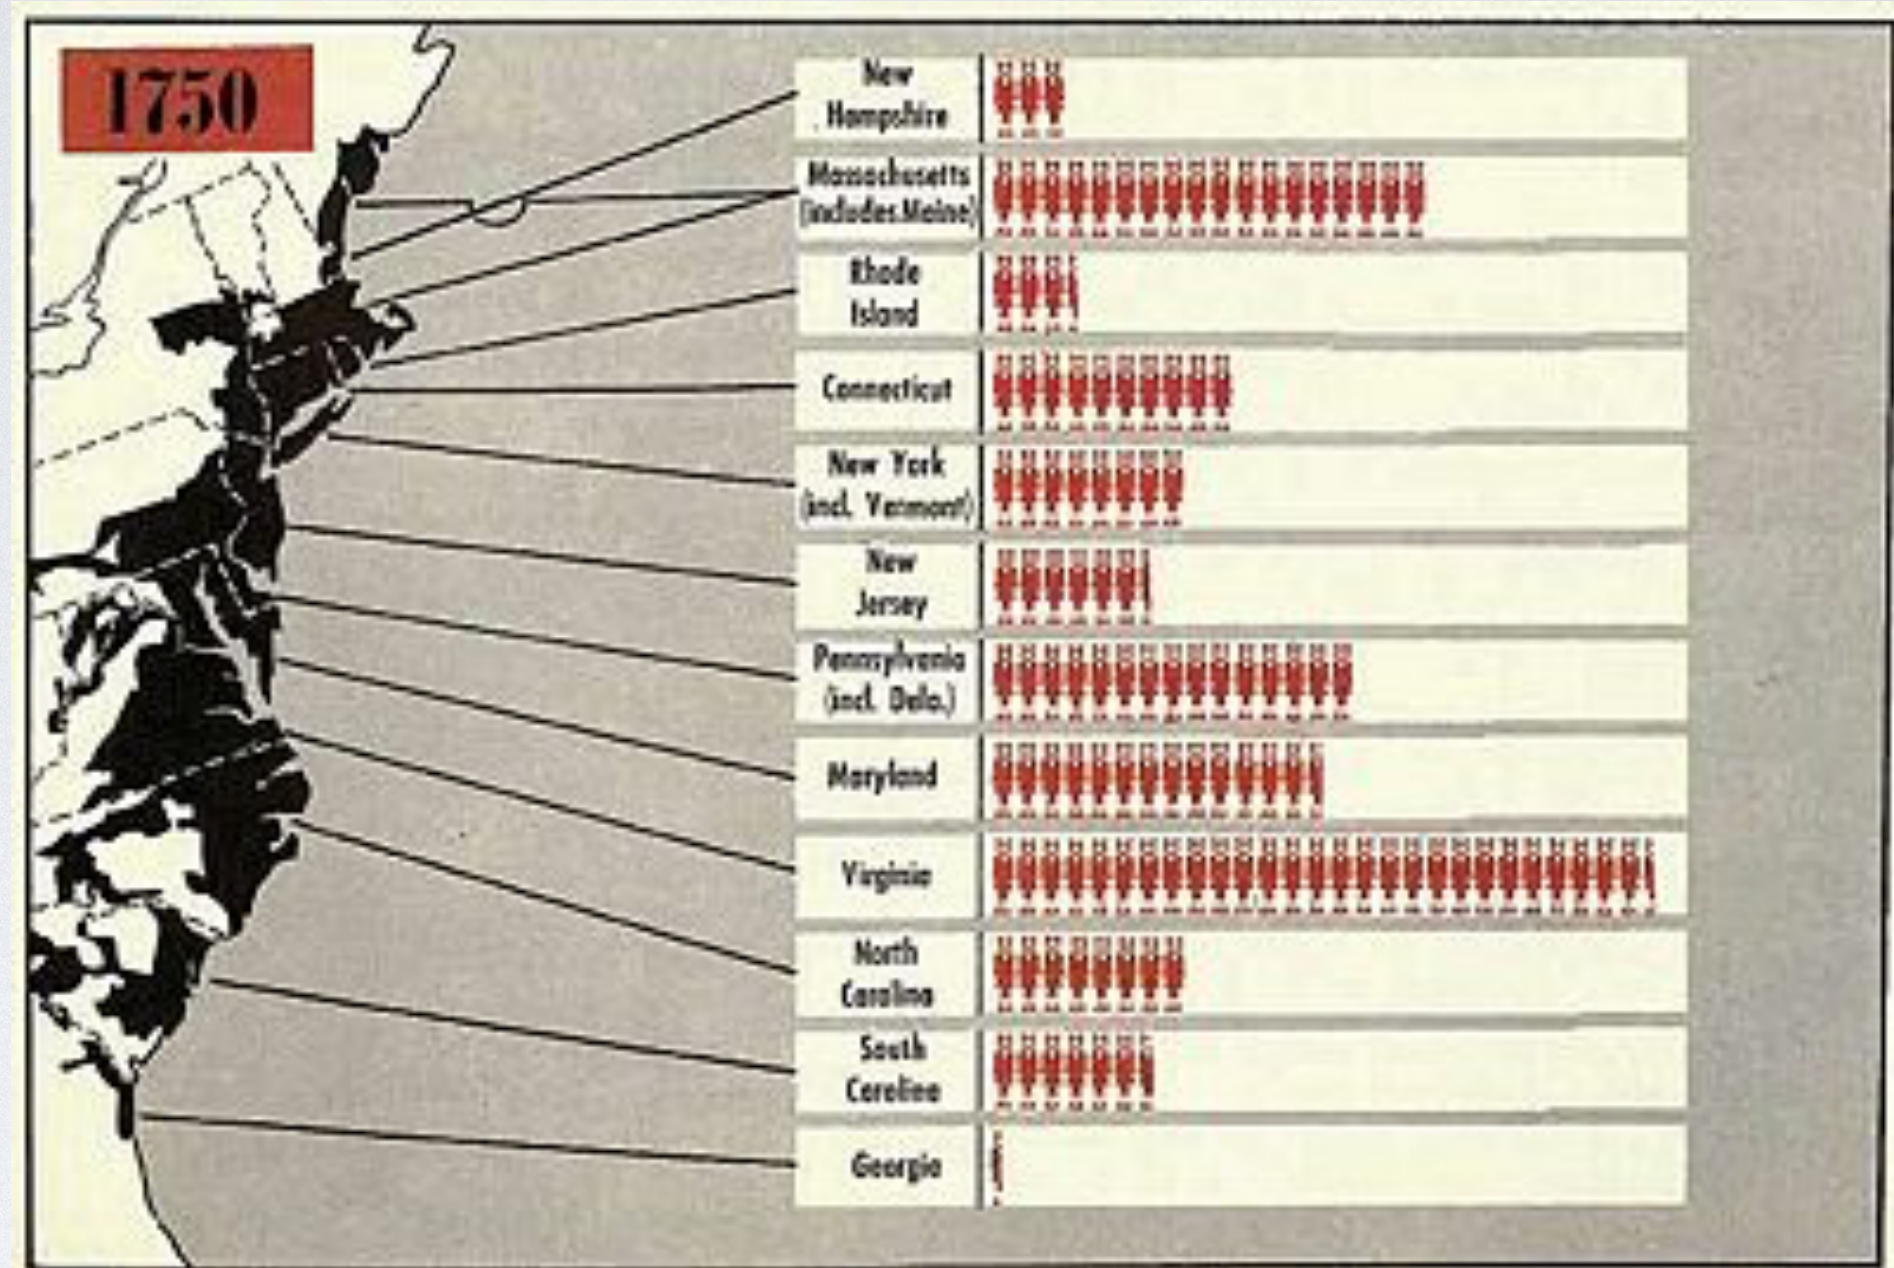 1750
New
Hampshire
Massachusetts
(includes Maine)
Rhode
Island
Connecticut
New York
(incl. Vermont)
New
Jersey
Pennsylvania
(incl. Dela.)
Maryland
Virginia
North
Carolina
South
Carolina
Georgia